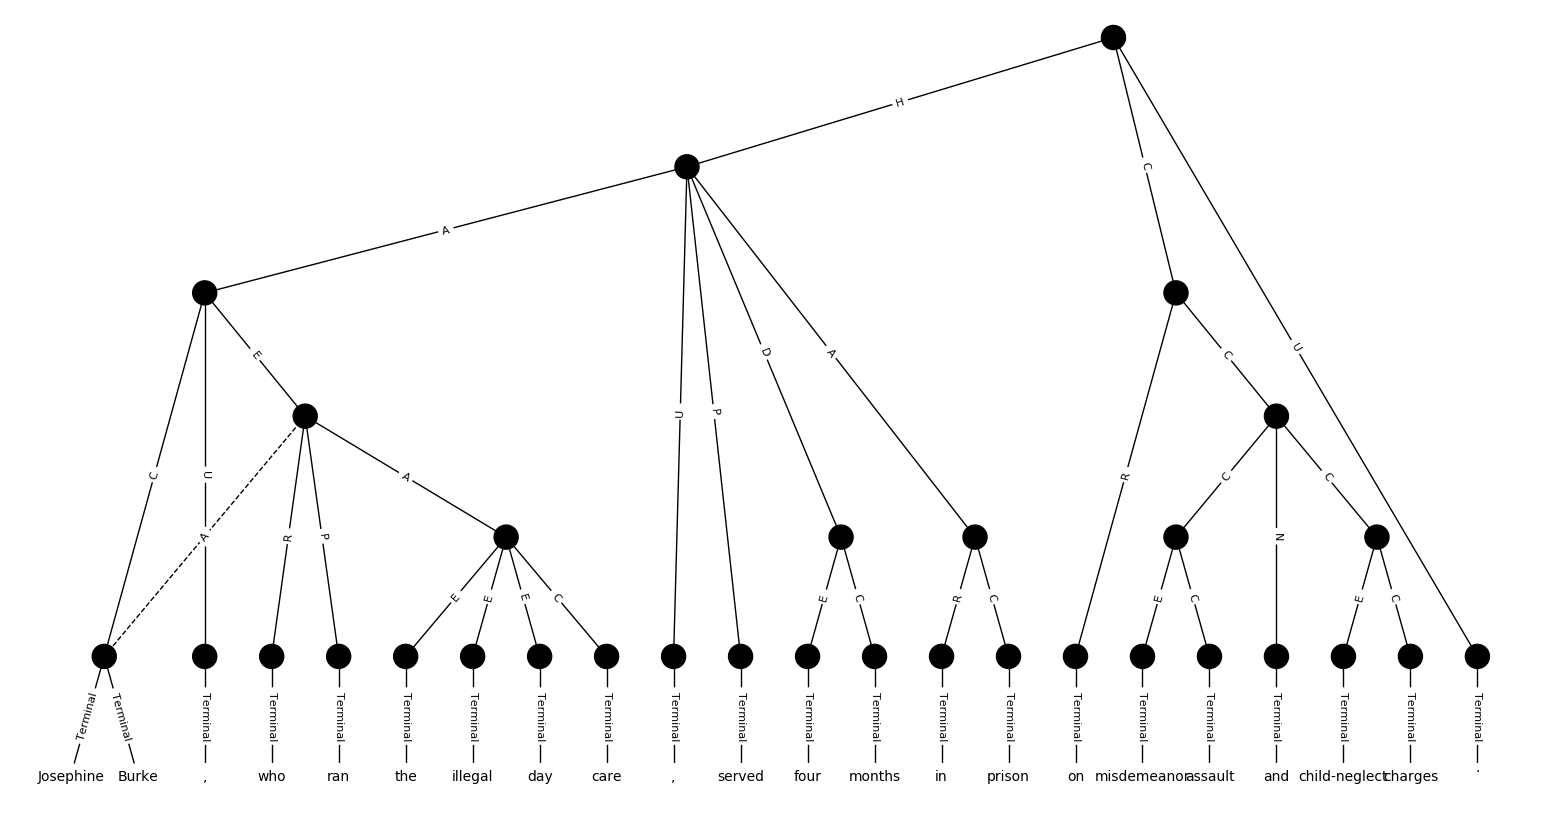 H
C
A
U
E
C
U
A
R
P
A
U
P
D
A
R
C
C
N
C
E
E
E
C
E
C
R
C
E
C
E
C
Terminal Terminal Terminal Terminal Terminal Terminal Terminal Terminal Terminal Terminal Terminal Terminal Terminal Terminal Terminal Terminal Terminal Terminal Terminal Terminal Terminal Terminal
Josephine Burke , who ran the illegal day care , served four months in prison on misdemeanor assault and child-neglect charges .